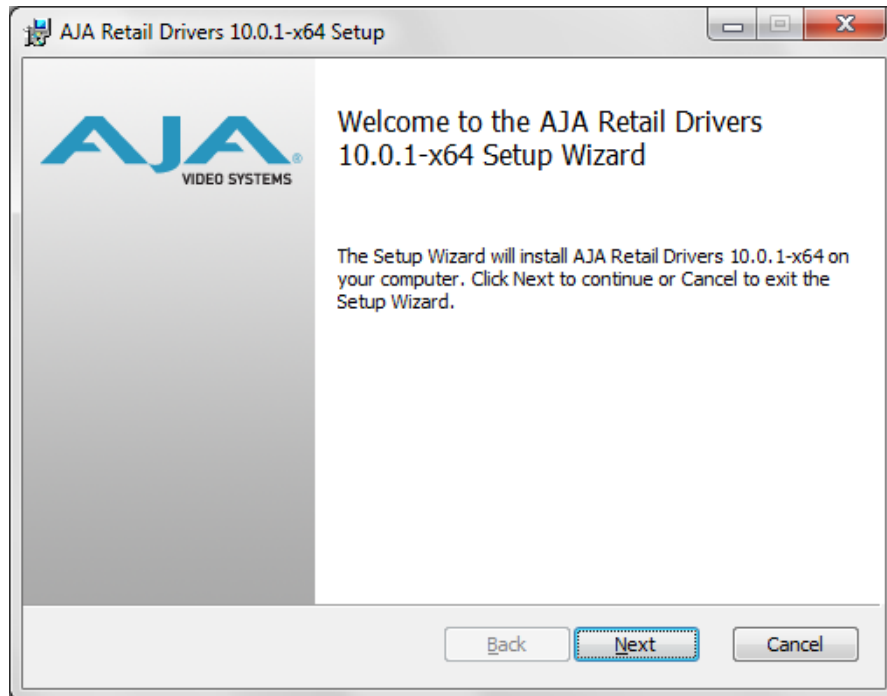 AJA Retail Drivers 10.0.1-x64 Setup
AJA®
VIDEO SYSTEMS
Welcome to the AJA Retail Drivers
10.0.1-x64 Setup Wizard
The Setup Wizard will install AJA Retail Drivers 10.0.1-x64 on
your computer. Click Next to continue or Cancel to exit the
Setup Wizard.
Back
Next
Cancel